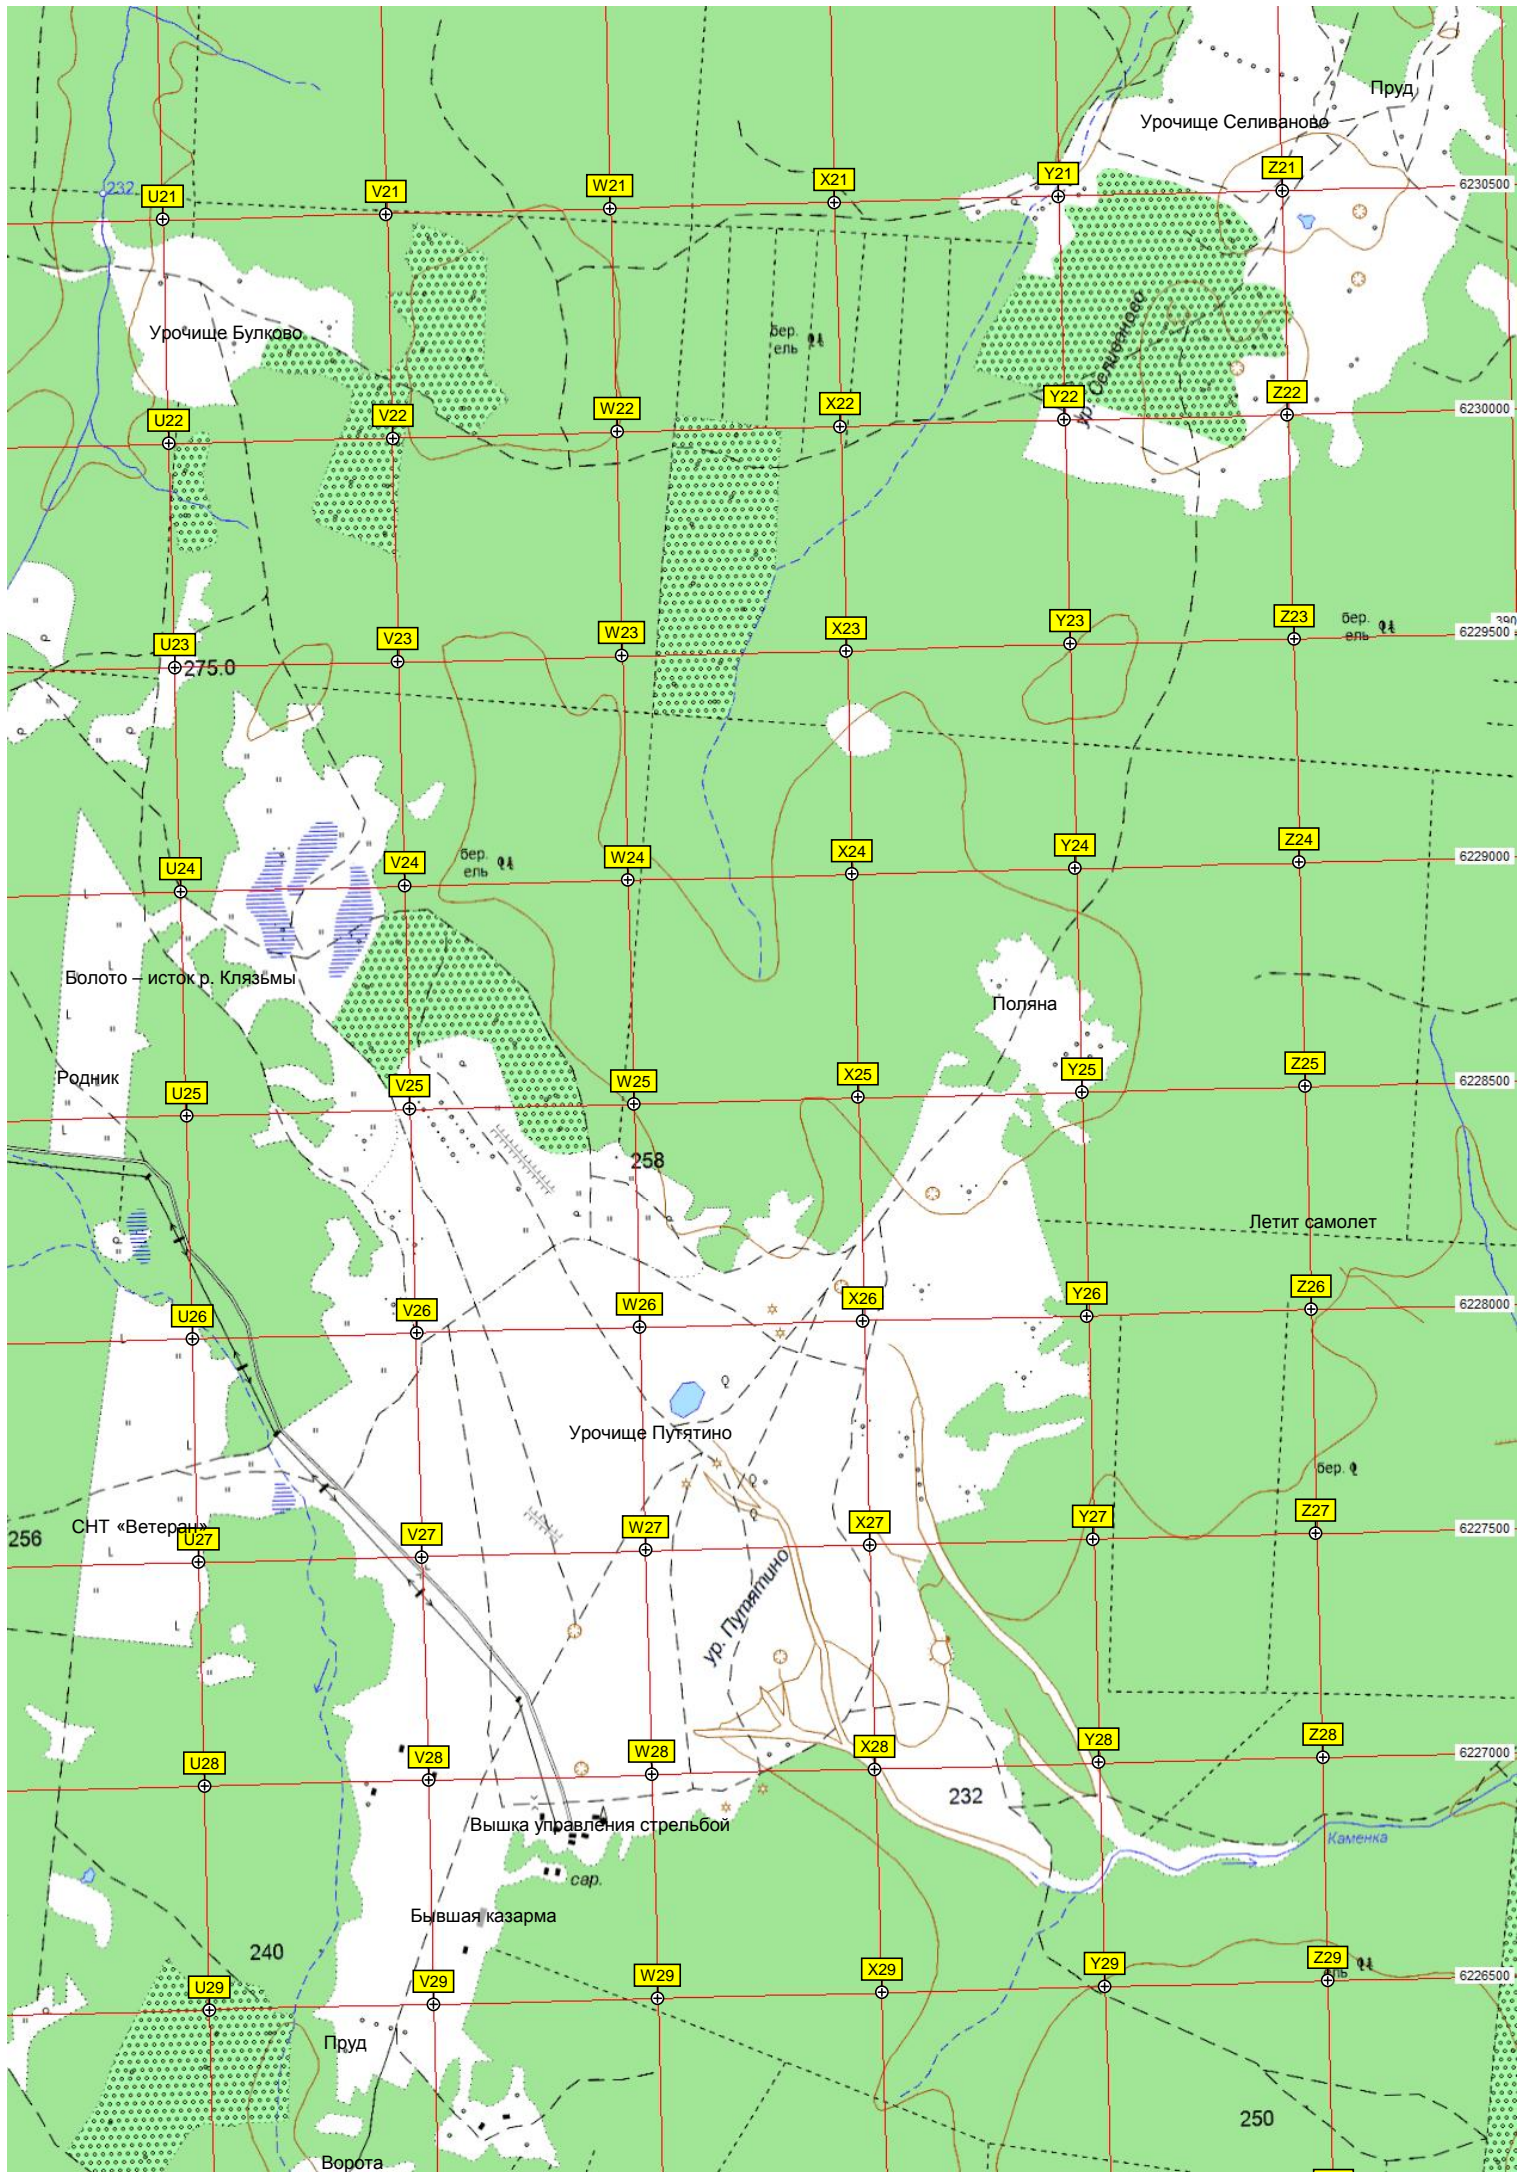 Пруд
Урочище Селиваново
232
U21
V21
W21
X21
Y21
Z21
6230500
Урочище Булково
бер.
ель
ур. Селиваново
U22
V22
W22
X22
Y22
Z22
6230000
U23
V23
W23
X23
Y23
Z23
бер.
ель
390
6229500
275.0
U24
V24
бер.
ель
W24
X24
Y24
Z24
6229000
Болото – исток р. Клязьмы
Поляна
Родник
U25
V25
W25
X25
Y25
Z25
6228500
258
Летит самолет
U26
V26
W26
X26
Y26
Z26
6228000
Урочище Путятино
бер.
256
СНТ «Ветеран»
U27
V27
W27
X27
Y27
Z27
6227500
ур. Путятино
U28
V28
W28
X28
Y28
Z28
6227000
232
Вышка управления стрельбой
Каменка
сар.
Бывшая казарма
240
U29
V29
W29
X29
Y29
Z29
ель
6226500
Пруд
250
Ворота